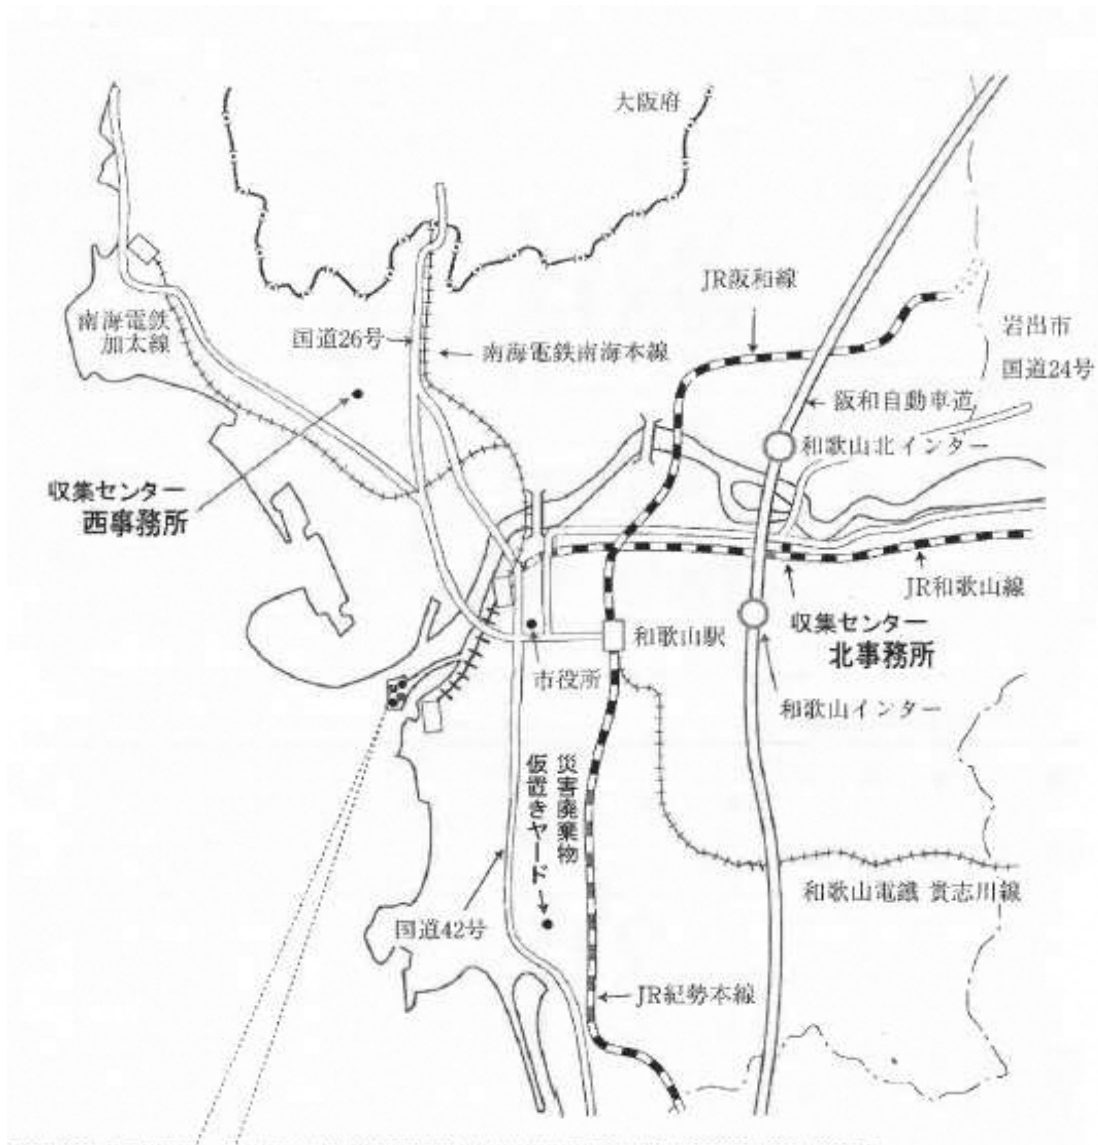 大阪府
JR阪和線
南海電鉄
加太線
国道26号
南海電鉄南海本線
岩出市
国道24号
阪和自動車道
和歌山北インター
収集センター
西事務所
JR和歌山線
収集センター
北事務所
和歌山駅
市役所
和歌山インター
災害廃棄物
仮置きヤード
和歌山電鐵 貴志川線
国道42号
JR紀勢本線